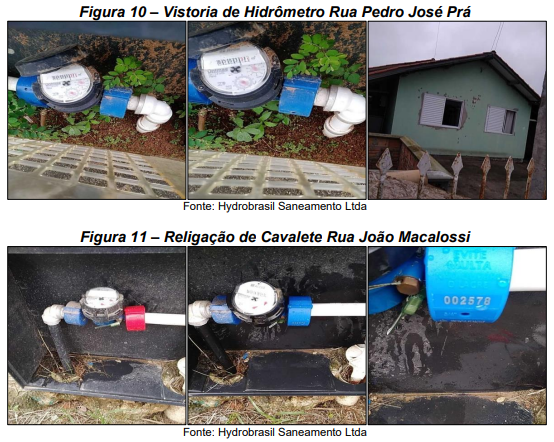 Figura 10 – Vistoria de Hidrômetro Rua Pedro José Prá
Fonte: Hydrobrasil Saneamento Ltda
Figura 11 – Religação de Cavalete Rua João Macalossi
002578
Fonte: Hydrobrasil Saneamento Ltda